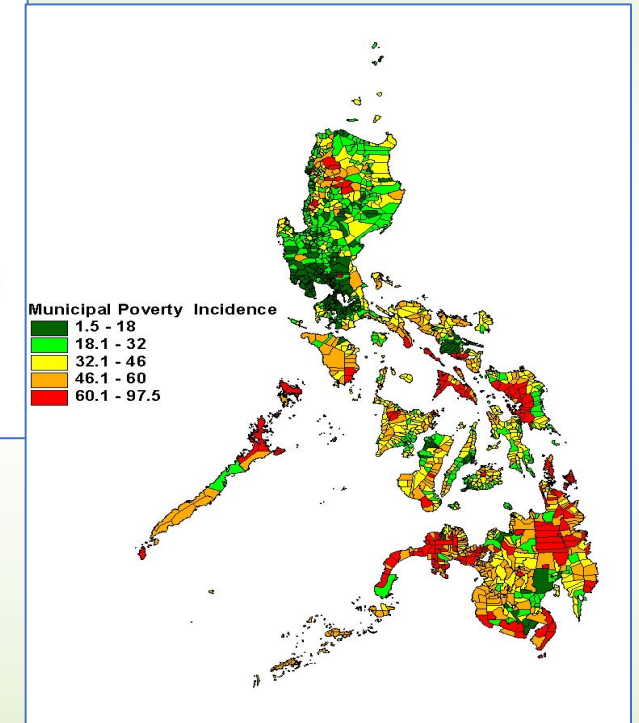 Municipal Poverty Incidence
1.5 - 18
18.1 - 32
32.1 - 46
46.1 - 60
60.1 - 97.5